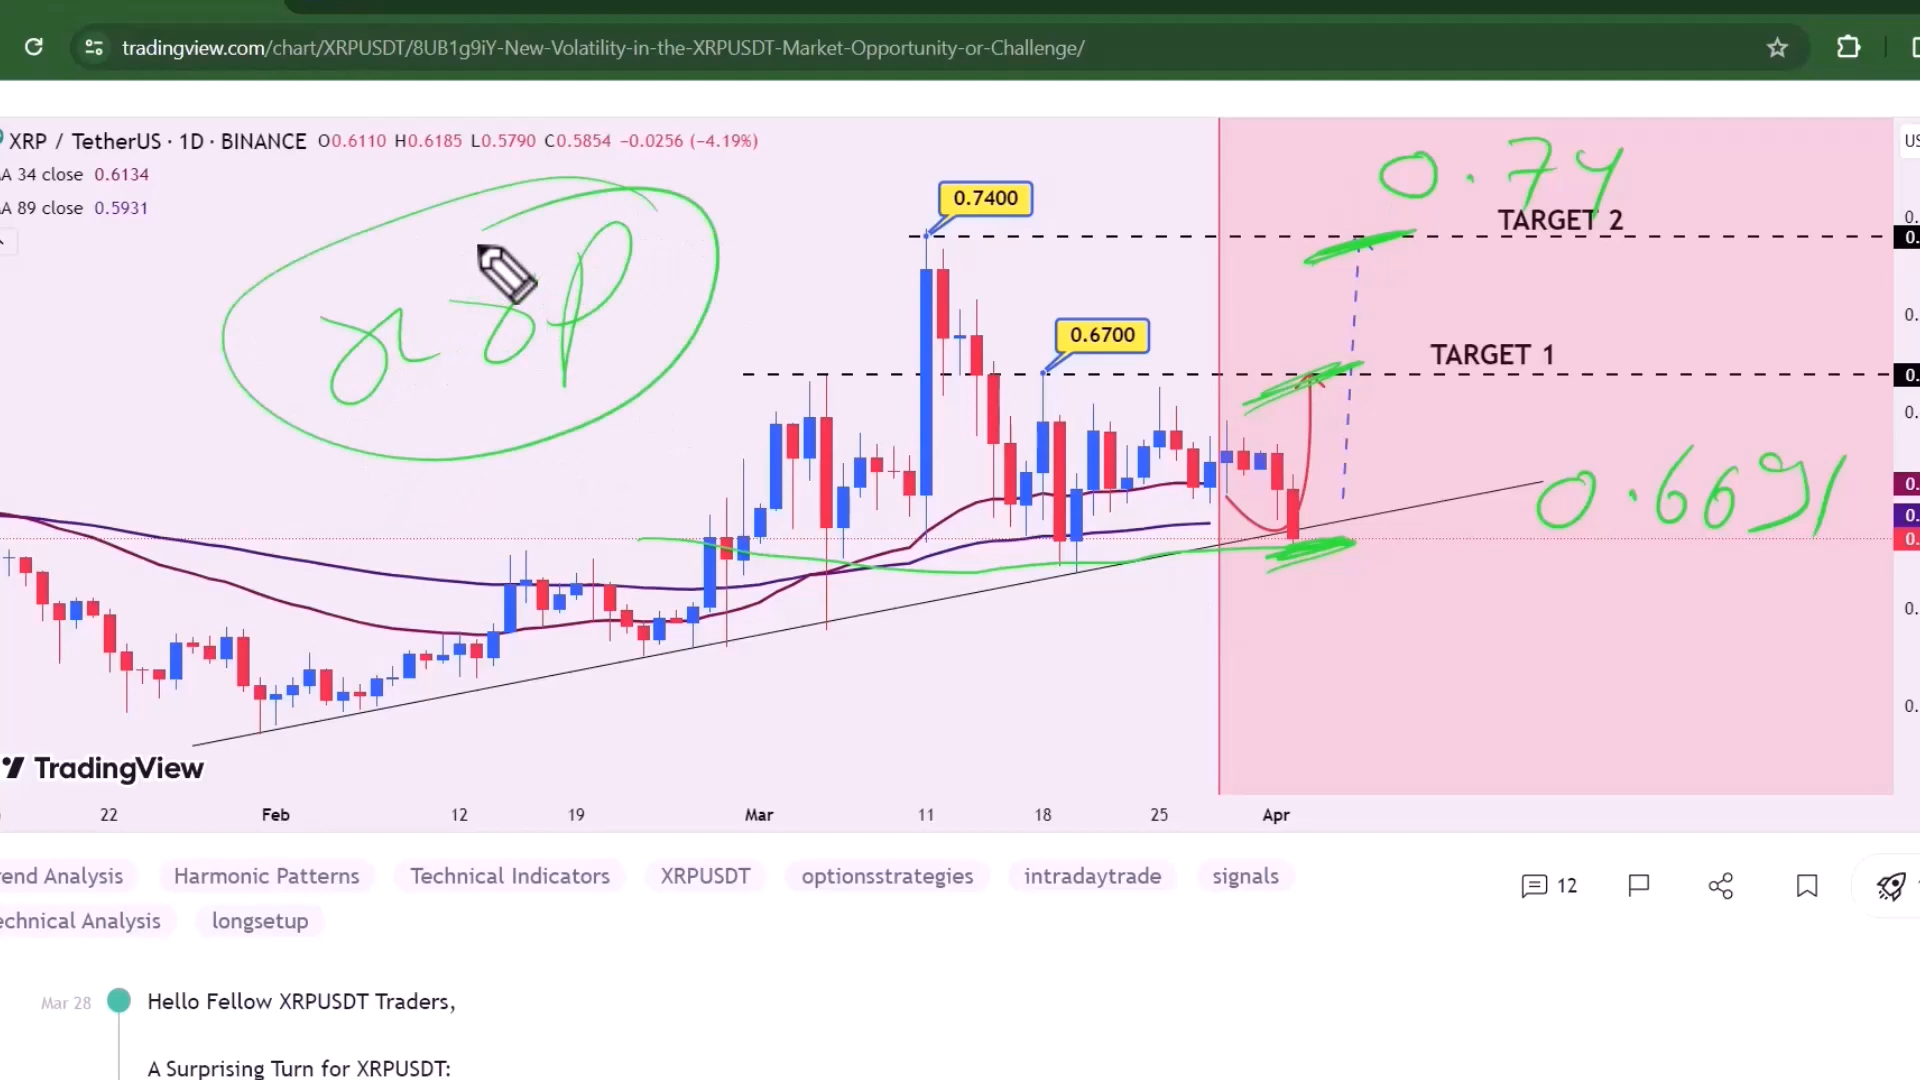 tradingview.com/chart/XRPUSDT/8UB1g9iY-New-Volatility-in-the-XRPUSDT-Market-Opportunity-or-Challenge/
XRP / TetherUS · 1D · BINANCE O0.6110 H0.6185 L0.5790 C0.5854 −0.0256 (−4.19%)
34 close 0.6134
89 close 0.5931
0.74
0.7400
TARGET 2
xrp
0.6700
TARGET 1
TradingView
22 Feb 12 19 Mar 11 18 25 Apr
Analysis Harmonic Patterns Technical Indicators XRPUSDT optionsstrategies intradaytrade signals
12
Analysis longsetup
Mar 28 Hello Fellow XRPUSDT Traders,
A Surprising Turn for XRPUSDT: